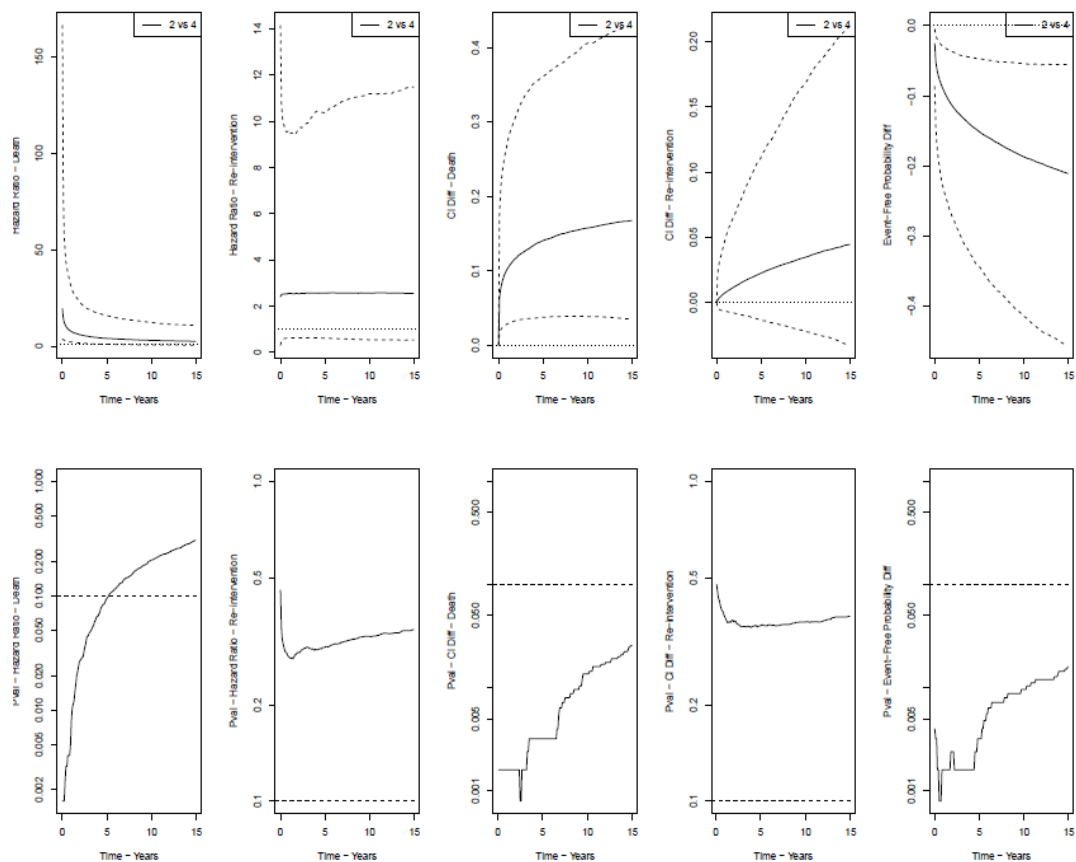 2 vs 4
Hazard Ratio - Death
0 50 100 150
0 5 10 15
Time - Years
2 vs 4
Hazard Ratio - Re-intervention
0 2 4 6 8 10 12 14
0 5 10 15
Time - Years
2 vs 4
CI Diff - Death
0.0 0.1 0.2 0.3 0.4
0 5 10 15
Time - Years
2 vs 4
CI Diff - Re-intervention
0.00 0.05 0.10 0.15 0.20
0 5 10 15
Time - Years
2 vs 4
Event-Free Probability Diff
-0.4 -0.3 -0.2 -0.1 0.0
0 5 10 15
Time - Years
Pval - Hazard Ratio - Death
0.002 0.005 0.010 0.020 0.050 0.100 0.200 0.500 1.000
0 5 10 15
Time - Years
Pval - Hazard Ratio - Re-intervention
0.1 0.2 0.5 1.0
0 5 10 15
Time - Years
Pval - CI Diff - Death
0.001 0.005 0.050 0.500
0 5 10 15
Time - Years
Pval - CI Diff - Re-intervention
0.1 0.2 0.5 1.0
0 5 10 15
Time - Years
Pval - Event-Free Probability Diff
0.001 0.005 0.050 0.500
0 5 10 15
Time - Years